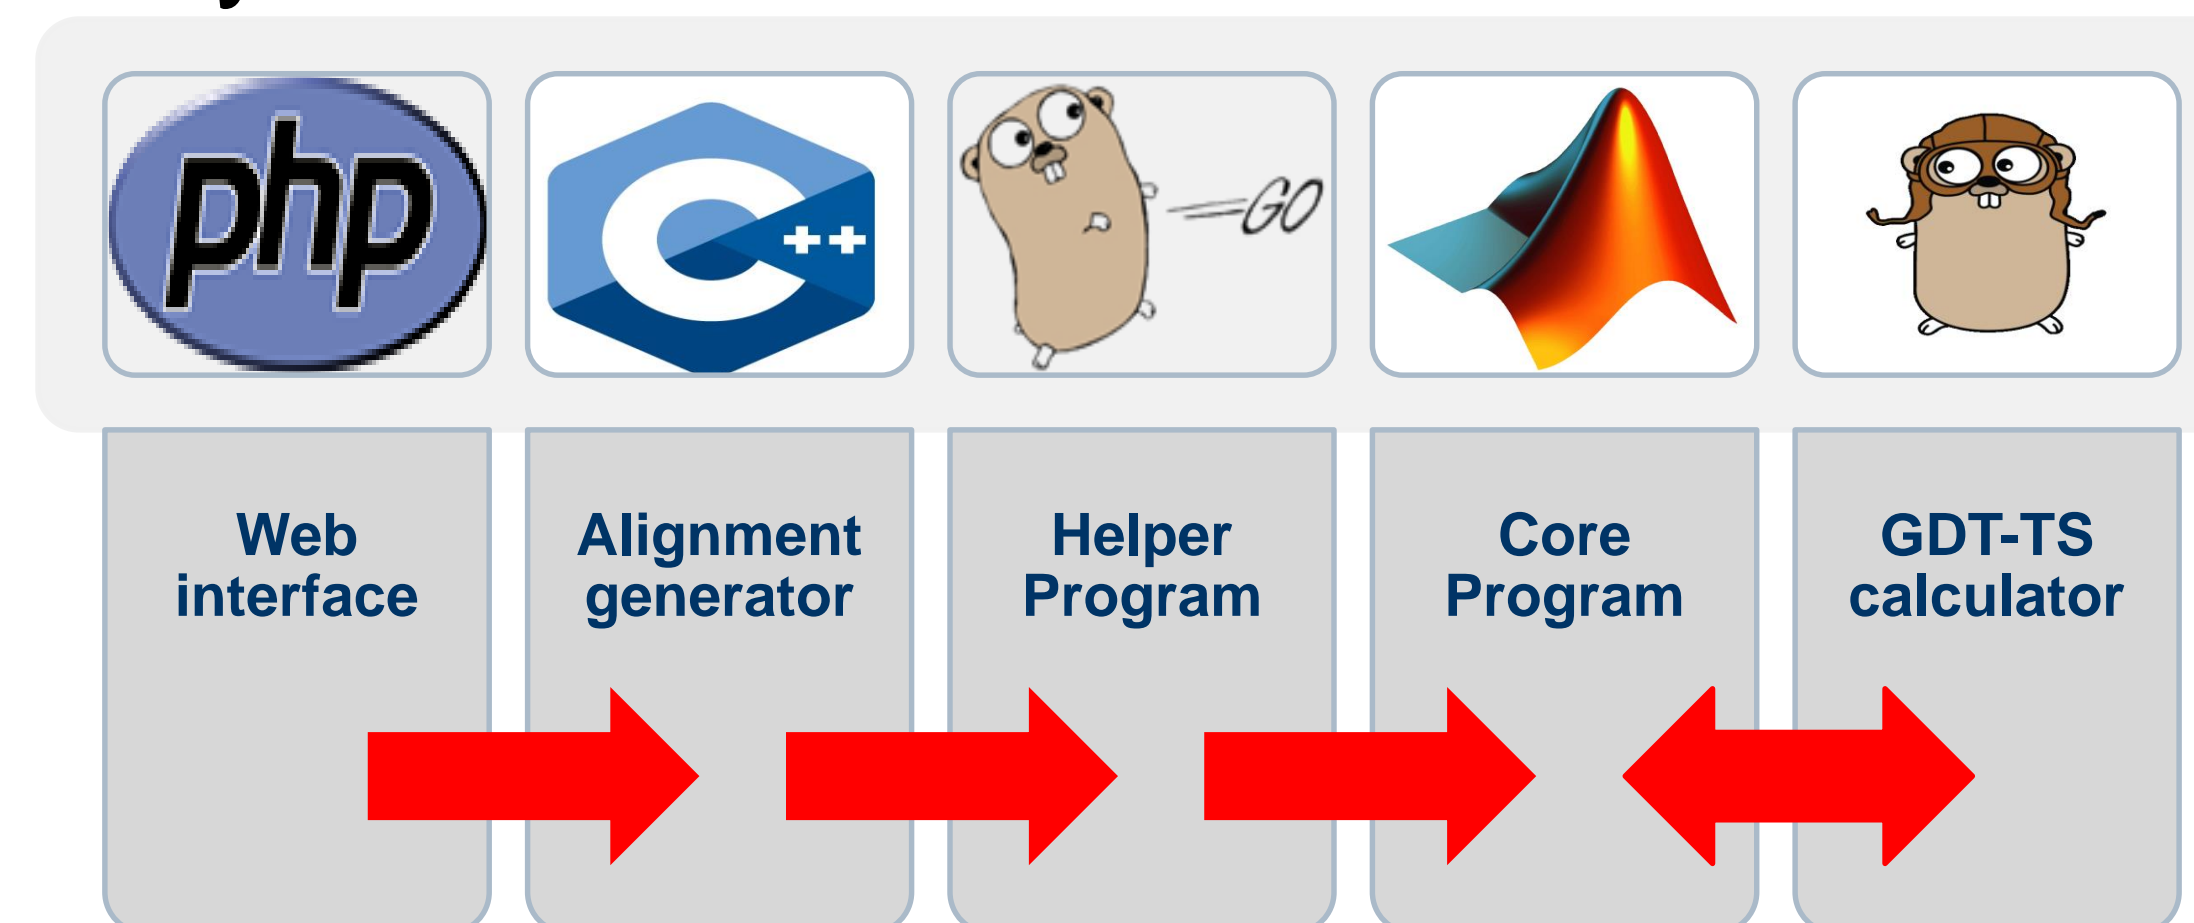 php
C++
GO
Web
interface
Alignment
generator
Helper
Program
Core
Program
GDT-TS
calculator